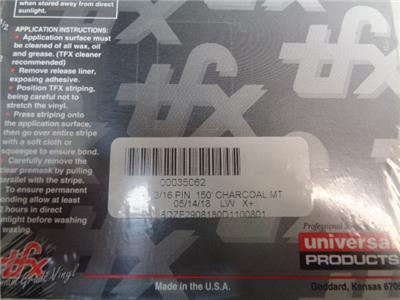 when stored away from direct
sunlight.
APPLICATION INSTRUCTIONS:
• Application surface must
be cleaned of all wax, oil and
grease. (TFX cleaner
recommended)
• Remove release liner,
exposing adhesive.
• Position TFX striping,
being careful not to
stretch the vinyl.
• Press striping onto
the application surface,
then go over entire stripe
with a soft cloth or
squeegee to ensure bond.
• Carefully remove the
clear premask by pulling
parallel with the stripe.
To ensure permanent
bonding allow at least
hours in direct
sunlight before washing
waxing.
00035062
3/16 PIN 150' CHARCOAL MT
05/14/18 LW X+
tfx
Vinyl
Made in the U.S.A.
Professional
universal
PRODUCTS
Goddard, Kansas